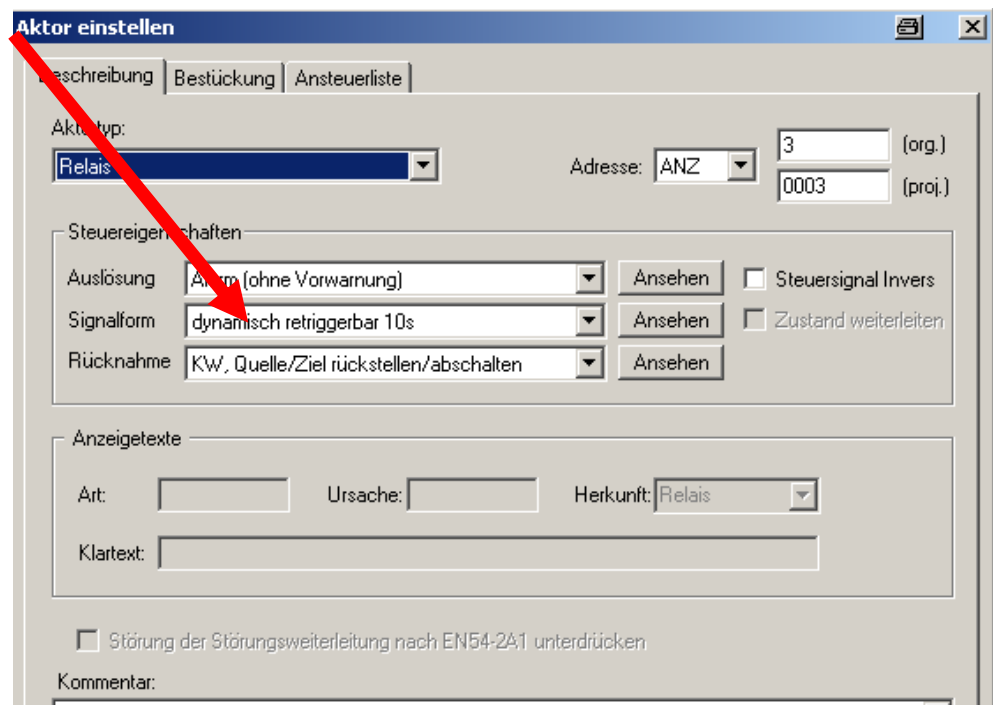 Aktor einstellen
Beschreibung Bestückung Ansteuerliste
Aktortyp:
Relais
Adresse: ANZ 3 (org.)
0003 (proj.)
Steuereigenschaften
Auslösung Alarm (ohne Vorwarnung) Ansehen Steuersignal Invers
Signalform dynamisch retriggerbar 10s Ansehen Zustand weiterleiten
Rücknahme KW, Quelle/Ziel rückstellen/abschalten Ansehen
Anzeigetexte
Art: Ursache: Herkunft: Relais
Klartext:
Störung der Störungsweiterleitung nach EN54-2A1 unterdrücken
Kommentar: